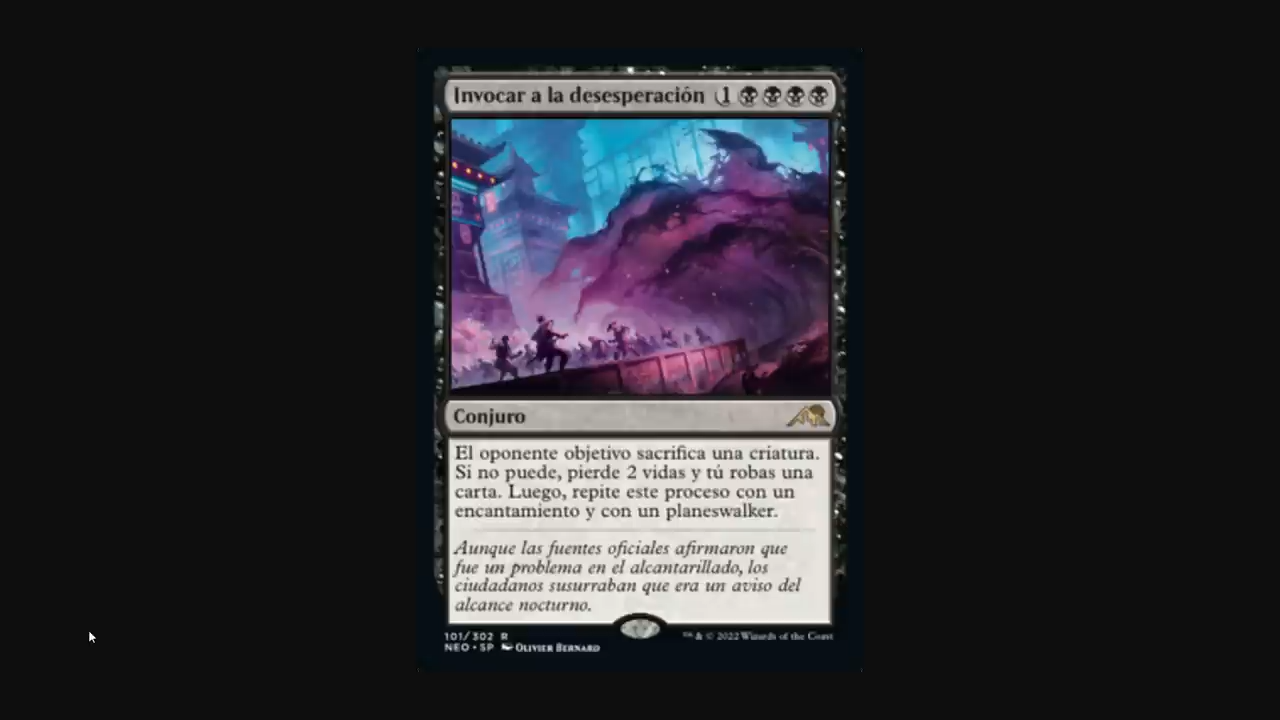 Invocar a la desesperación 1
Conjuro
El oponente objetivo sacrifica una criatura.
Si no puede, pierde 2 vidas y tú robas una
carta. Luego, repite este proceso con un
encantamiento y con un planeswalker.
Aunque las fuentes oficiales afirmaron que
fue un problema en el alcantarillado, los
ciudadanos susurraban que era un aviso del
alcance nocturno.
101/302 R
NEO • SP OLIVIER BERNARD
™ & © 2022 Wizards of the Coast